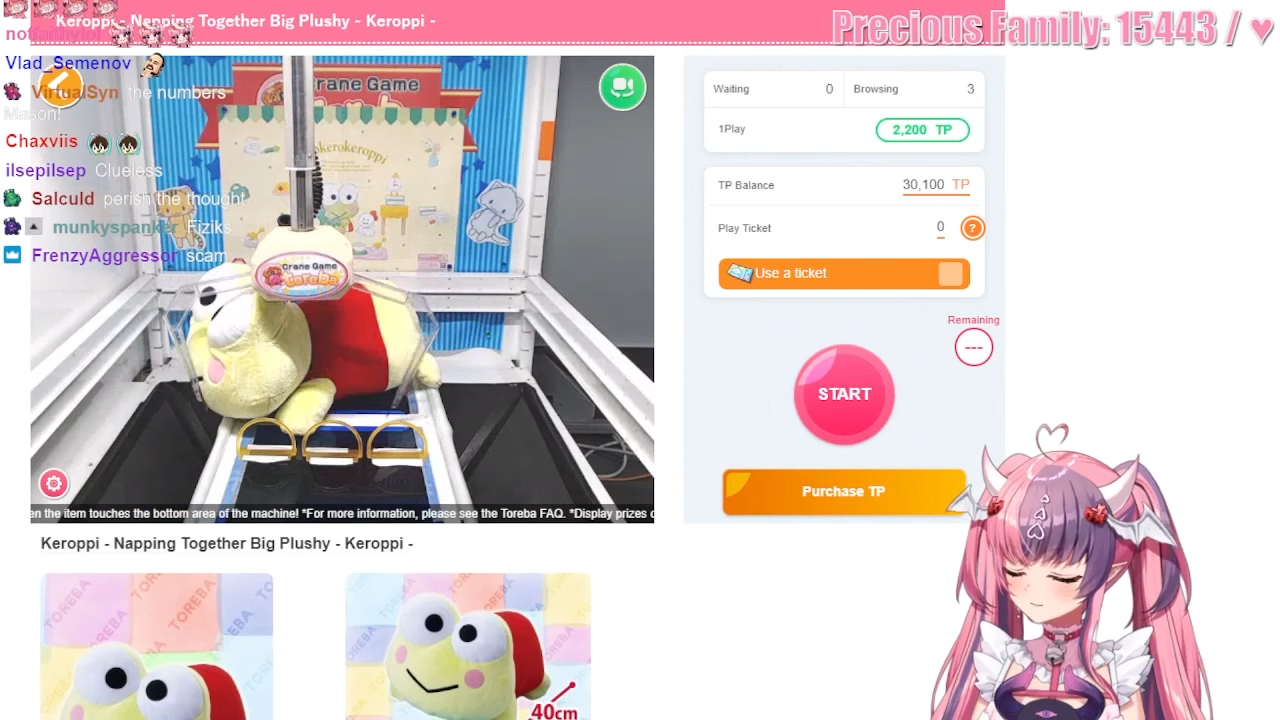 Keroppi - Napping Together Big Plushy - Keroppi -
Precious Family: 15443 / ♥
notfaithylol
Vlad_Semenov
VirtualSyn the numbers
Mason!
Chaxviis
ilsepilsep Clueless
Salculd perish the thought
munkyspanker Fiziks
FrenzyAggressor scam
Crane Game
kerokerokeroppi
Crane Game
Toreba
Waiting 0 Browsing 3
1Play 2,200 TP
TP Balance 30,100 TP
Play Ticket 0 ?
Use a ticket
Remaining
---
START
Purchase TP
en the item touches the bottom area of the machine! *For more information, please see the Toreba FAQ. *Display prizes
Keroppi - Napping Together Big Plushy - Keroppi -
TOREBA TOREBA TOREBA
TOREBA
40cm